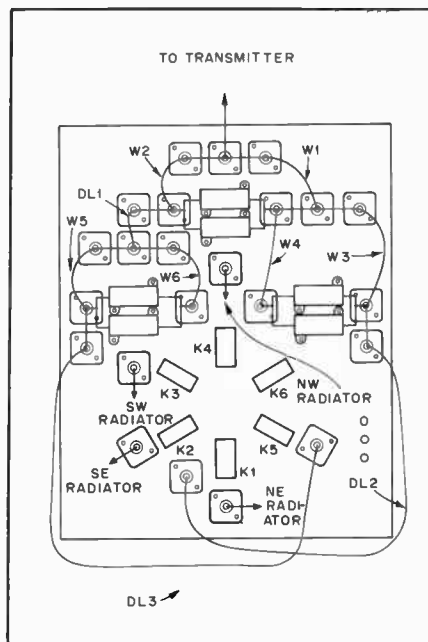 TO TRANSMITTER
W2
W1
DL1
W5
W6
W4
W3
K4
NW
RADIATOR
K3
K6
SW
RADIATOR
K2
K5
SE
RADIATOR
K1
NE
RADI-
ATOR
DL2
DL3